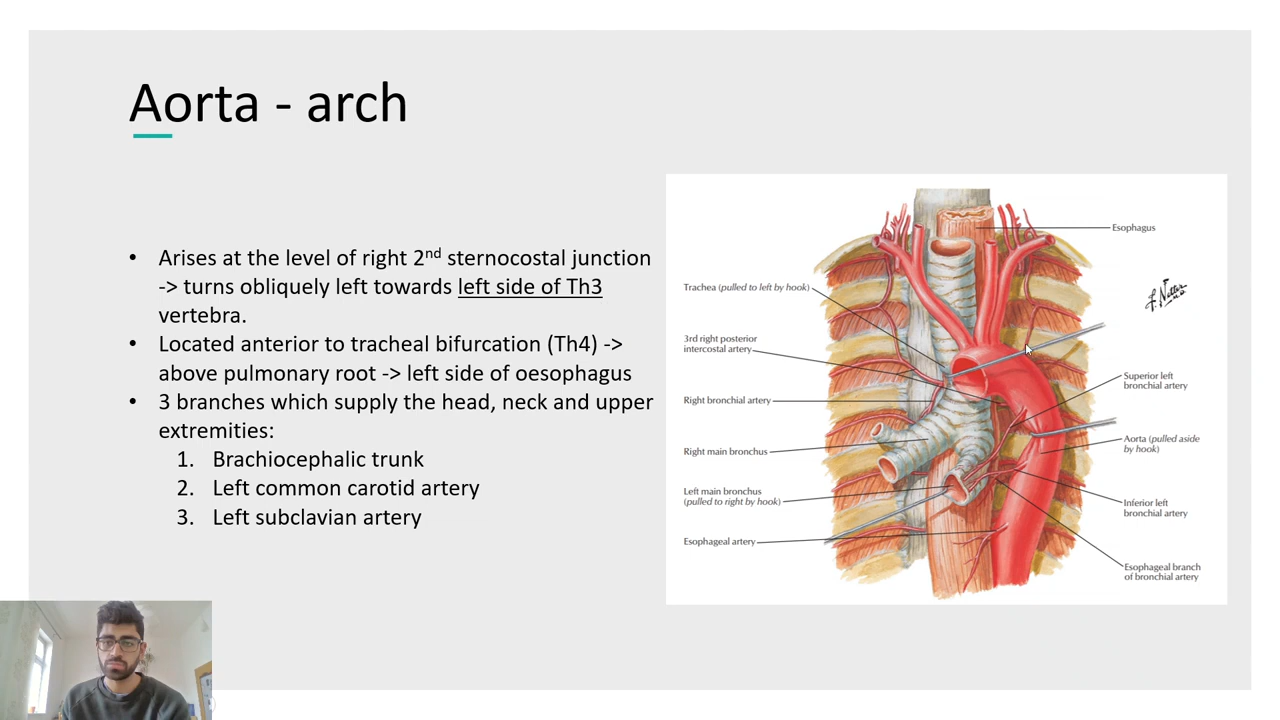 Aorta - arch
• Arises at the level of right 2nd sternocostal junction
-> turns obliquely left towards left side of Th3
vertebra.
• Located anterior to tracheal bifurcation (Th4) ->
above pulmonary root -> left side of oesophagus
• 3 branches which supply the head, neck and upper
extremities:
1. Brachiocephalic trunk
2. Left common carotid artery
3. Left subclavian artery
Trachea (pulled to left by hook)
3rd right posterior
intercostal artery
Right bronchial artery
Right main bronchus
Left main bronchus
(pulled to right by hook)
Esophageal artery
Esophagus
F. Netter
Superior left
bronchial artery
Aorta (pulled aside
by hook)
Inferior left
bronchial artery
Esophageal branch
of bronchial artery